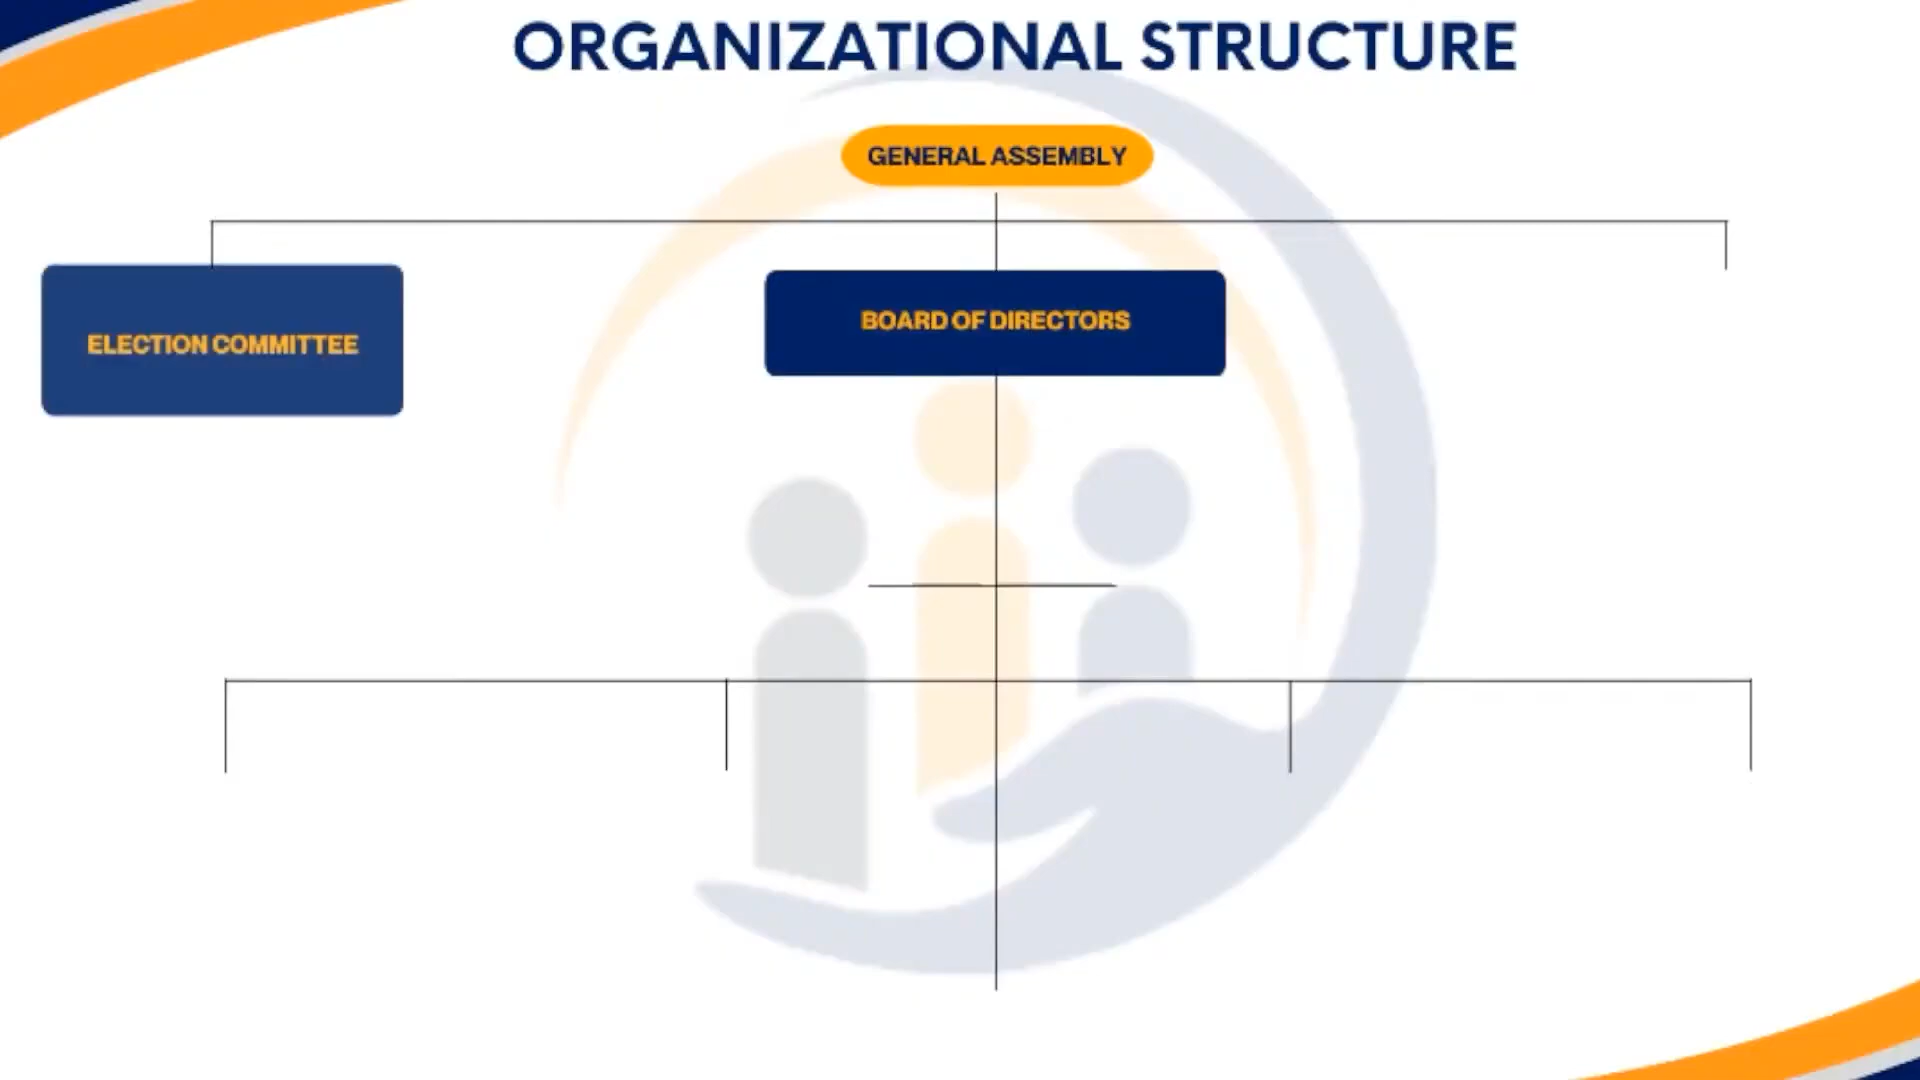 ORGANIZATIONAL STRUCTURE
GENERAL ASSEMBLY
ELECTION COMMITTEE
BOARD OF DIRECTORS